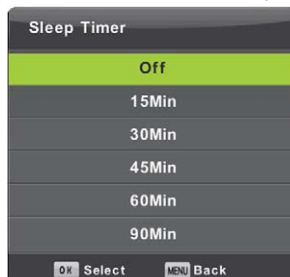 Sleep Timer
Off
15Min
30Min
45Min
60Min
90Min
OK Select MENU Back